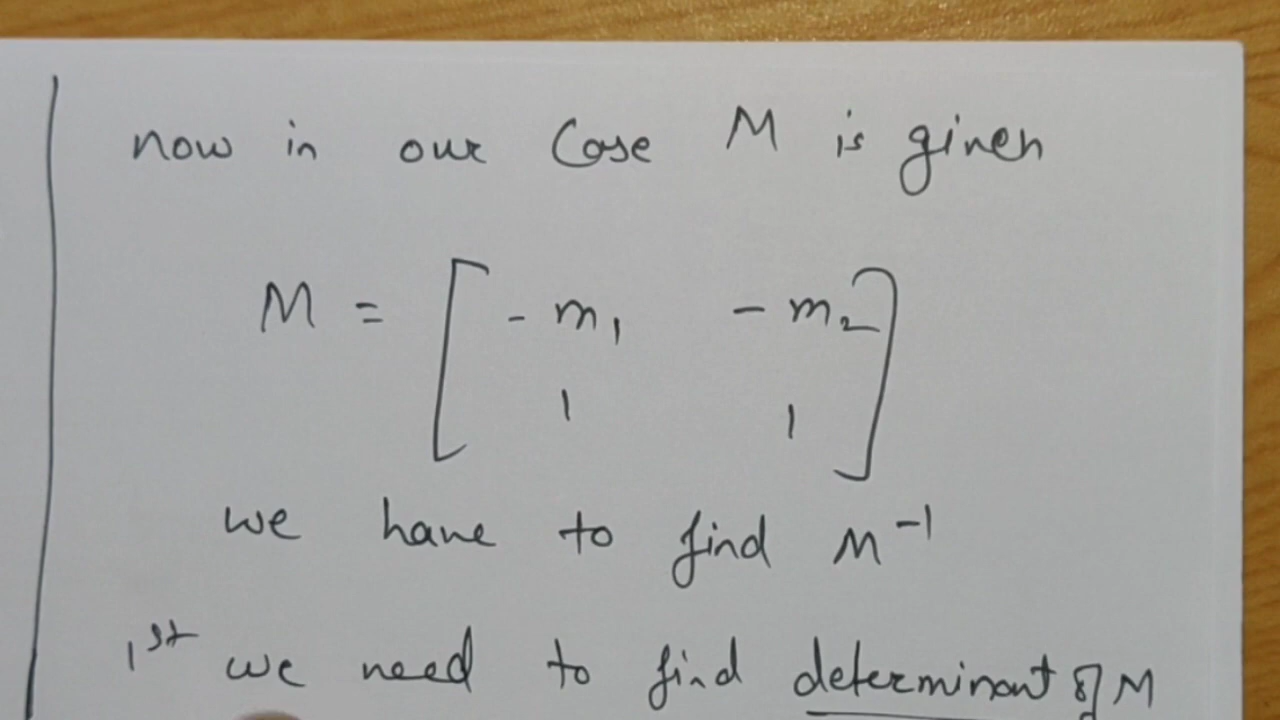 now in our Case M is given
M = [ - m₁ - m₂
1 1 ]
we have to find M⁻¹
1st we need to find determinant of M